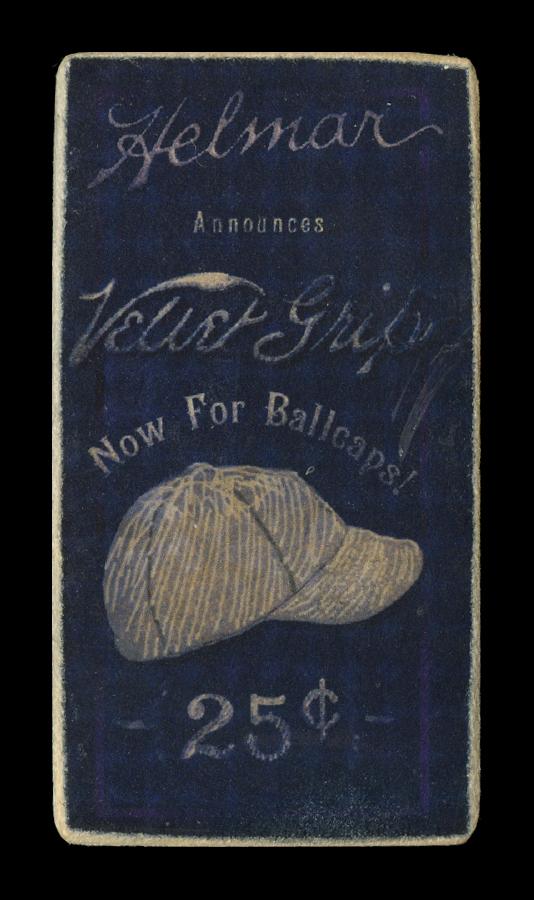 Helmar
Announces
Velvet Grip
Now For Ballcaps!
- 25¢ -